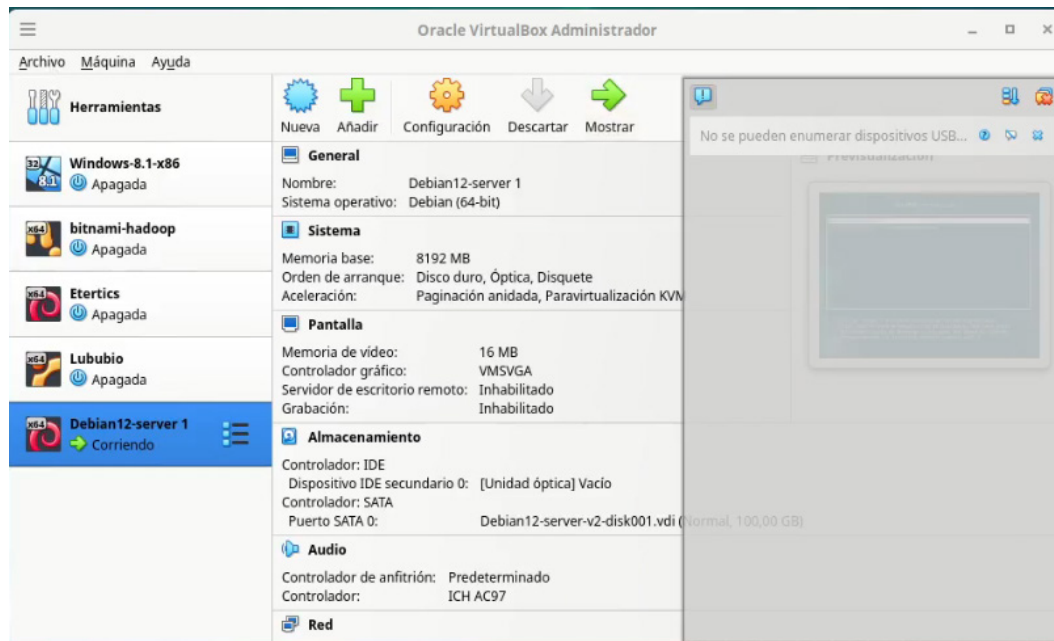 Oracle VirtualBox Administrador
Archivo Máquina Ayuda
Herramientas
Windows-8.1-x86
Apagada
bitnami-hadoop
Apagada
Etertics
Apagada
Lububio
Apagada
Debian12-server 1
Corriendo
Nueva Añadir Configuración Descartar Mostrar
General
Nombre: Debian12-server 1
Sistema operativo: Debian (64-bit)
Sistema
Memoria base: 8192 MB
Orden de arranque: Disco duro, Óptica, Disquete
Aceleración: Paginación anidada, Paravirtualización KVM
Pantalla
Memoria de vídeo: 16 MB
Controlador gráfico: VMSVGA
Servidor de escritorio remoto: Inhabilitado
Grabación: Inhabilitado
Almacenamiento
Controlador: IDE
Dispositivo IDE secundario 0: [Unidad óptica] Vacío
Controlador: SATA
Puerto SATA 0: Debian12-server-v2-disk001.vdi (Normal, 100,00 GB)
Audio
Controlador de anfitrión: Predeterminado
Controlador: ICH AC97
Red
No se pueden enumerar dispositivos USB...
Previsualización